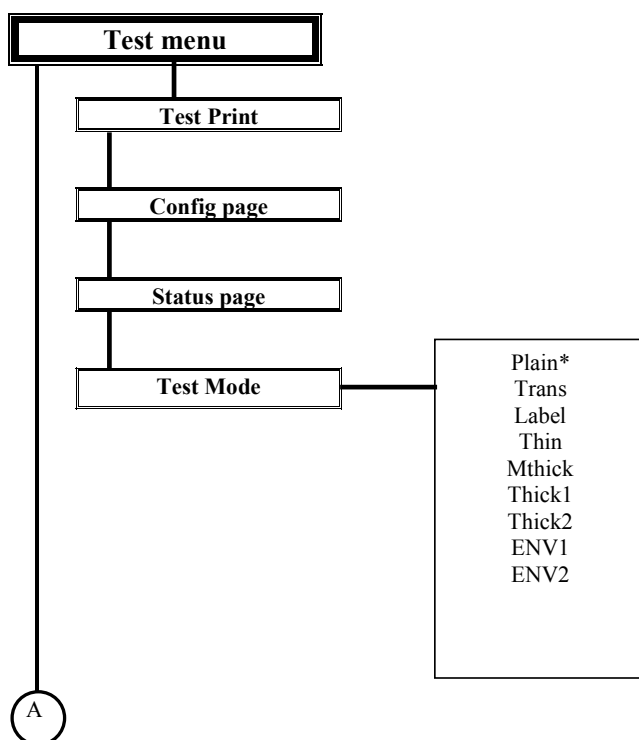 Test menu
Test Print
Config page
Status page
Test Mode
Plain*
Trans
Label
Thin
Mthick
Thick1
Thick2
ENV1
ENV2
A